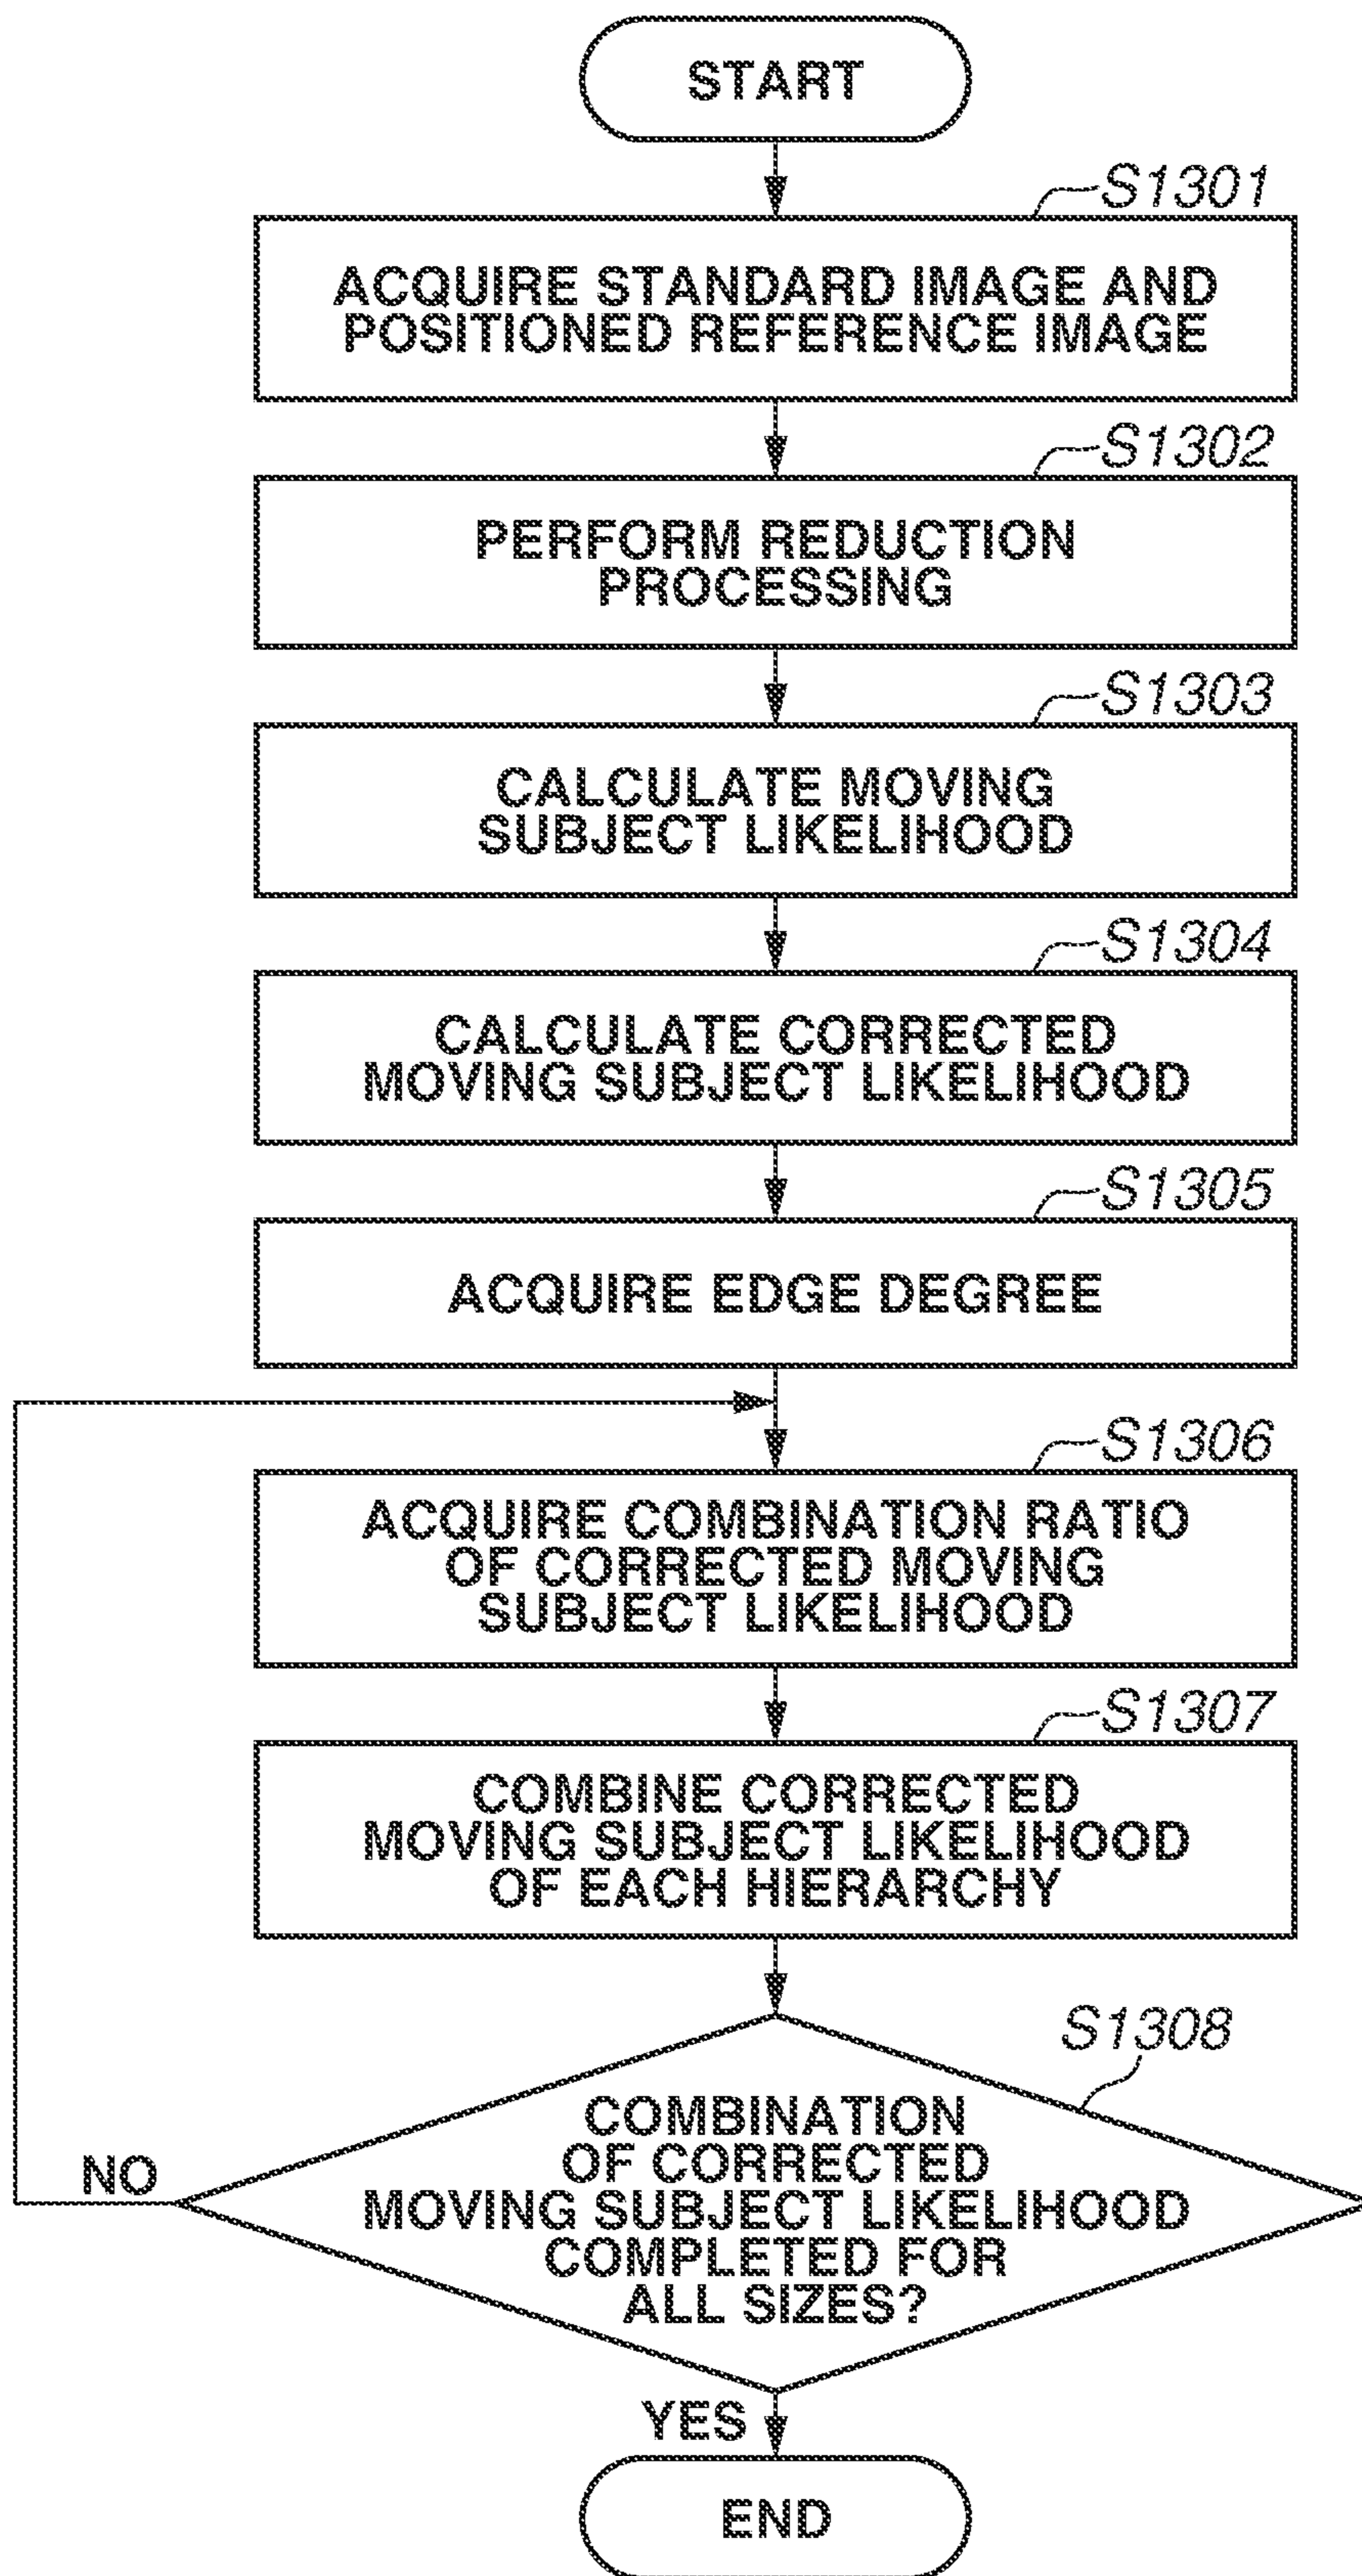 START
S1301
ACQUIRE STANDARD IMAGE AND
POSITIONED REFERENCE IMAGE
S1302
PERFORM REDUCTION
PROCESSING
S1303
CALCULATE MOVING
SUBJECT LIKELIHOOD
S1304
CALCULATE CORRECTED
MOVING SUBJECT LIKELIHOOD
S1305
ACQUIRE EDGE DEGREE
S1306
ACQUIRE COMBINATION RATIO
OF CORRECTED MOVING
SUBJECT LIKELIHOOD
S1307
COMBINE CORRECTED
MOVING SUBJECT LIKELIHOOD
OF EACH HIERARCHY
S1308
COMBINATION
OF CORRECTED
MOVING SUBJECT LIKELIHOOD
COMPLETED FOR
ALL SIZES?
NO
YES
END